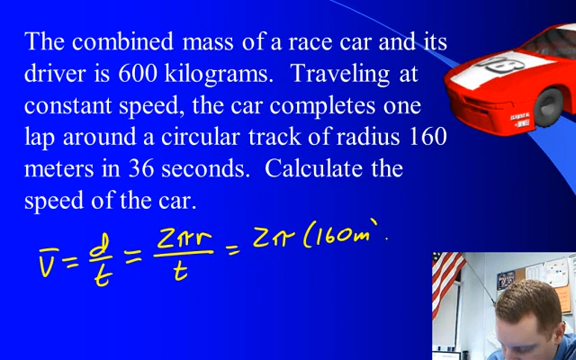 The combined mass of a race car and its
driver is 600 kilograms. Traveling at
constant speed, the car completes one
lap around a circular track of radius 160
meters in 36 seconds. Calculate the
speed of the car.
v̅ = d/t = 2πr/t = 2π (160m)